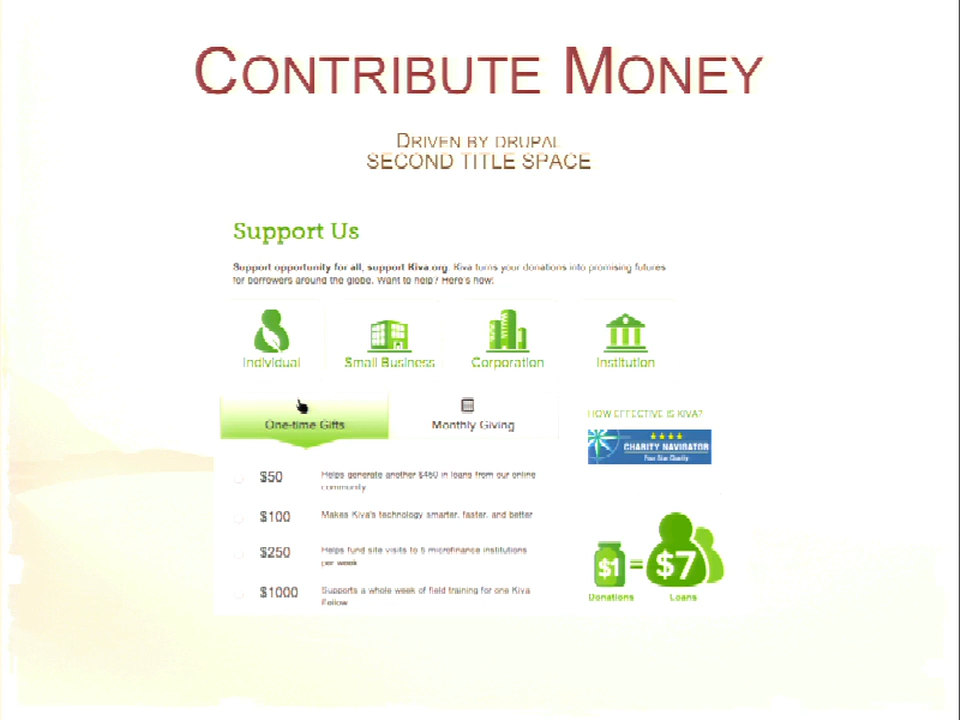 CONTRIBUTE MONEY
DRIVEN BY DRUPAL
SECOND TITLE SPACE
Support Us
Support opportunity for all, support Kiva.org. Kiva turns your donations into promising futures
for borrowers around the globe. Want to help? Here's how:
Individual
Small Business
Corporation
Institution
One-time Gifts
Monthly Giving
HOW EFFECTIVE IS KIVA?
CHARITY NAVIGATOR
Four Star Charity
$50
Helps generate another $450 in loans from our online
community
$100
Makes Kiva's technology smarter, faster, and better
$250
Helps fund site visits to 5 microfinance institutions
per week
$1000
Supports a whole week of field training for one Kiva
Fellow
$1 = $7
Donations
Loans